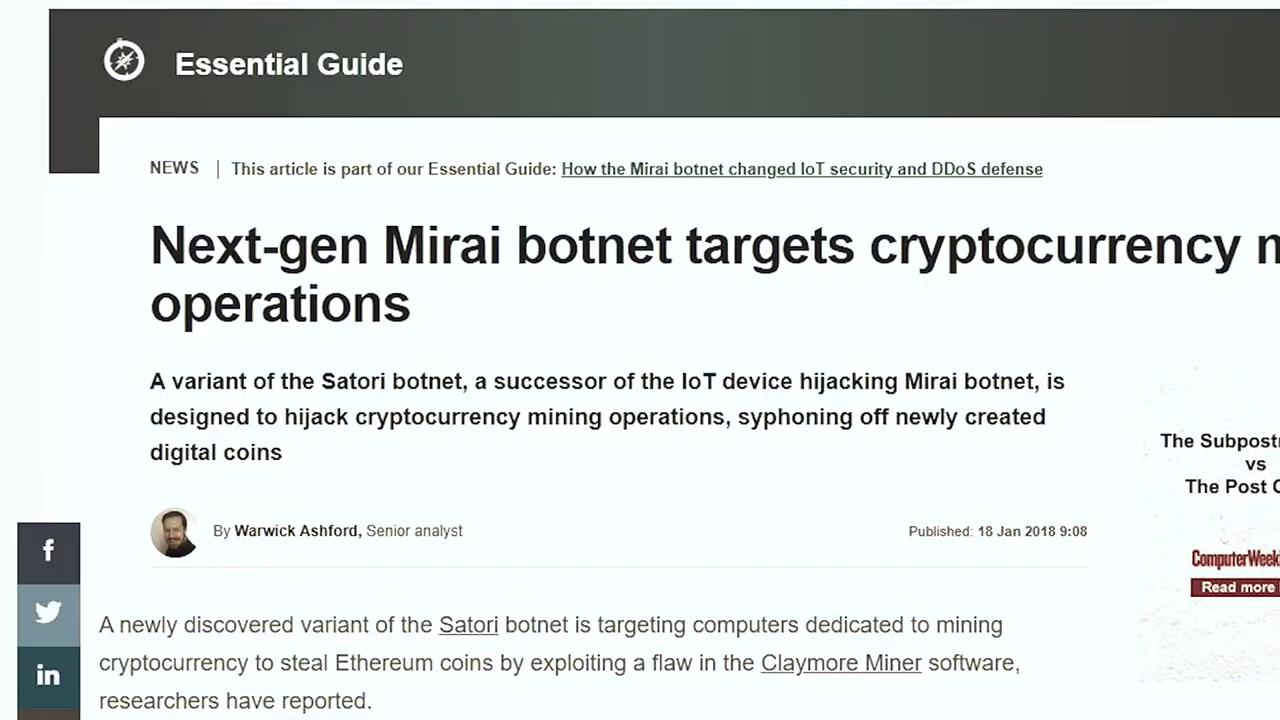 Essential Guide
NEWS | This article is part of our Essential Guide: How the Mirai botnet changed IoT security and DDoS defense
Next-gen Mirai botnet targets cryptocurrency
operations
A variant of the Satori botnet, a successor of the IoT device hijacking Mirai botnet, is
designed to hijack cryptocurrency mining operations, syphoning off newly created
digital coins
By Warwick Ashford, Senior analyst
Published: 18 Jan 2018 9:08
The
vs
The Post
Read more
f
in
A newly discovered variant of the Satori botnet is targeting computers dedicated to mining
cryptocurrency to steal Ethereum coins by exploiting a flaw in the Claymore Miner software,
researchers have reported.